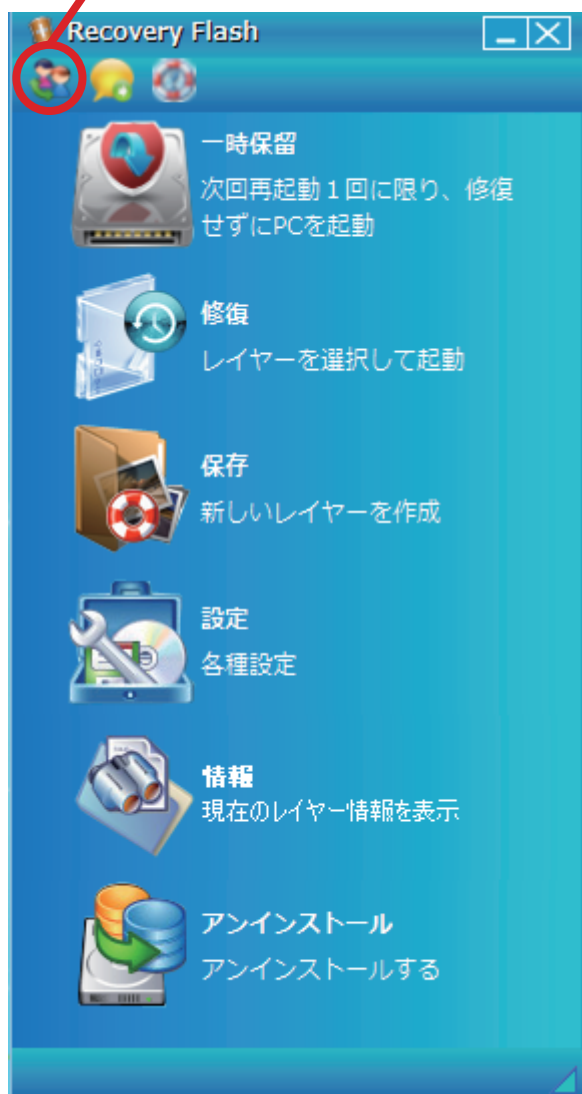 Recovery Flash
一時保留
次回再起動１回に限り、修復
せずにPCを起動
修復
レイヤーを選択して起動
保存
新しいレイヤーを作成
設定
各種設定
情報
現在のレイヤー情報を表示
アンインストール
アンインストールする